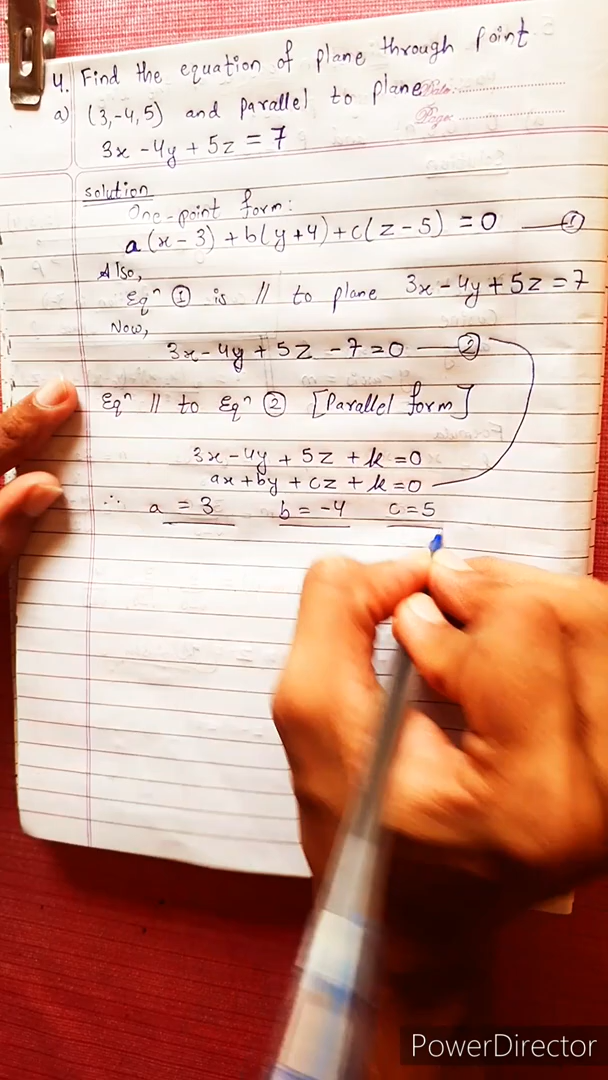 4. Find the equation of plane through point
a) (3,-4,5) and parallel to plane
Date:
Page:
3x - 4y + 5z = 7
solution
One-point form:
a(x-3) + b(y+4) + c(z-5) = 0 — ①
Also,
Eqⁿ ① is // to plane 3x - 4y + 5z = 7
Now,
3x - 4y + 5z - 7 = 0 — ②
Eqⁿ // to Eqⁿ ② [Parallel form]
3x - 4y + 5z + k = 0
ax + by + cz + k = 0
∴ a = 3 b = -4 c = 5
PowerDirector